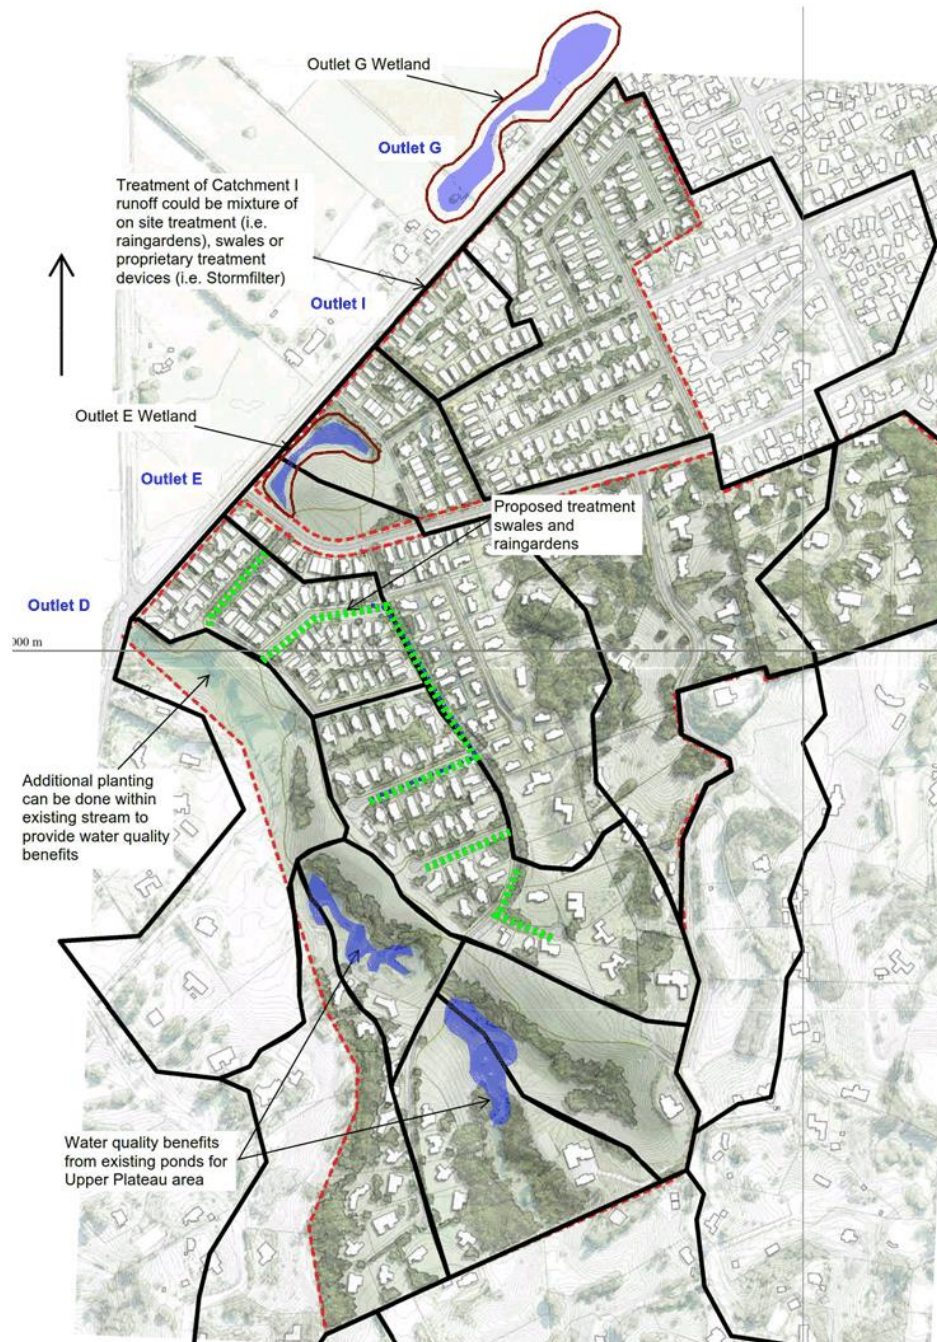 Outlet G Wetland
Outlet G
Treatment of Catchment I
runoff could be mixture of
on site treatment (i.e.
raingardens), swales or
proprietary treatment
devices (i.e. Stormfilter)
Outlet I
Outlet E Wetland
Outlet E
Proposed treatment
swales and
raingardens
Outlet D
000 m
Additional planting
can be done within
existing stream to
provide water quality
benefits
Water quality benefits
from existing ponds for
Upper Plateau area